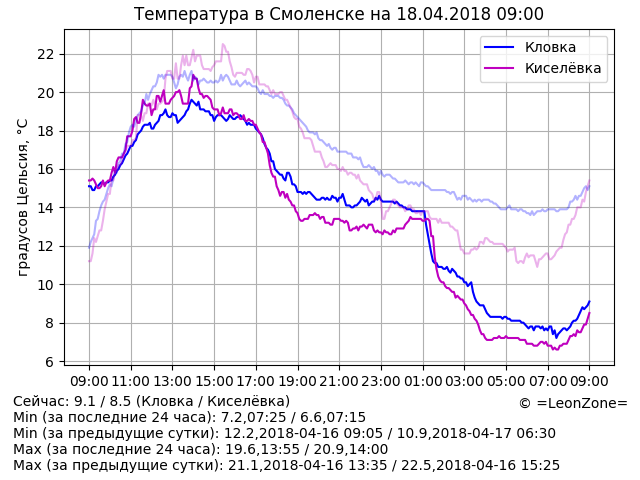 Температура в Смоленске на 18.04.2018 09:00
Кловка
Киселёвка
градусов Цельсия, °C
22
20
18
16
14
12
10
8
6
09:00 11:00 13:00 15:00 17:00 19:00 21:00 23:00 01:00 03:00 05:00 07:00 09:00
Сейчас: 9.1 / 8.5 (Кловка / Киселёвка)
© =LeonZone=
Min (за последние 24 часа): 7.2,07:25 / 6.6,07:15
Min (за предыдущие сутки): 12.2,2018-04-16 09:05 / 10.9,2018-04-17 06:30
Max (за последние 24 часа): 19.6,13:55 / 20.9,14:00
Max (за предыдущие сутки): 21.1,2018-04-16 13:35 / 22.5,2018-04-16 15:25